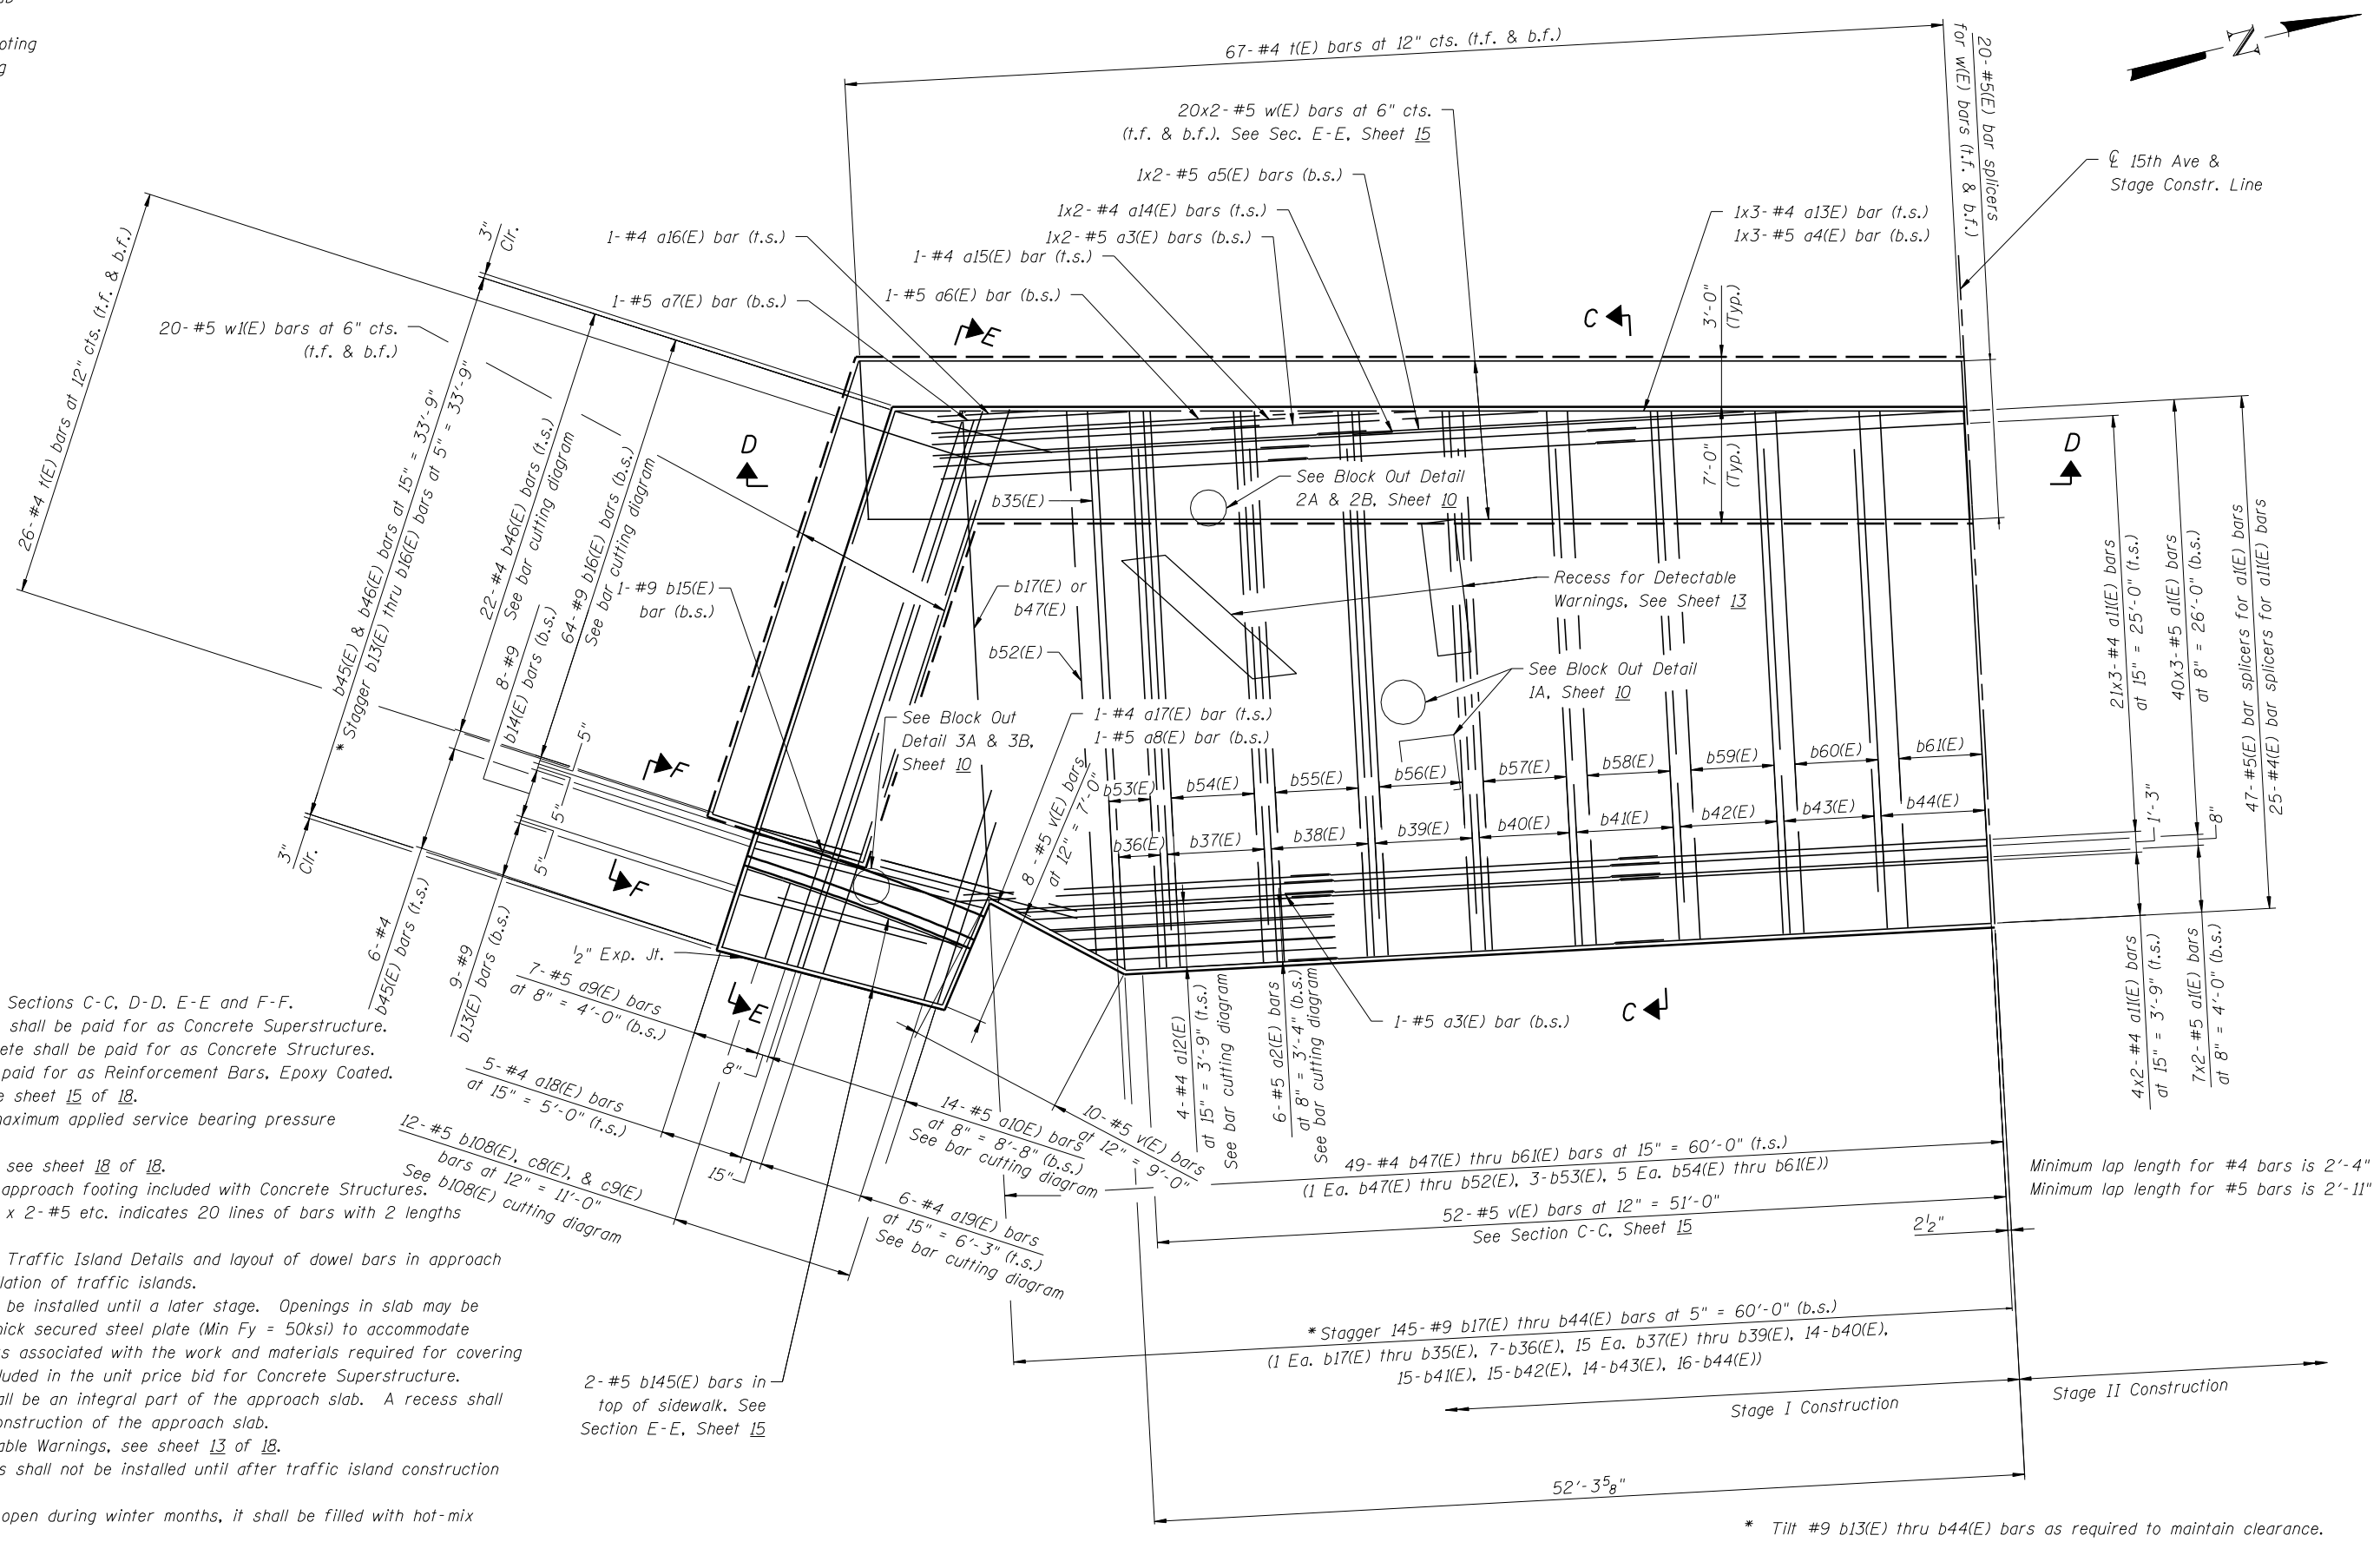 oting
g
67-#4 t(E) bars at 12" cts. (t.f. & b.f.)
20-#5(E) bar splicers
for w(E) bars (t.f. & b.f.)
N
20x2-#5 w(E) bars at 6" cts.
(t.f. & b.f.). See Sec. E-E, Sheet 15
℄ 15th Ave &
Stage Constr. Line
1x2-#5 a5(E) bars (b.s.)
1x2-#4 a14(E) bars (t.s.)
1x2-#5 a3(E) bars (b.s.)
1-#4 a16(E) bar (t.s.)
1-#4 a15(E) bar (t.s.)
1x3-#4 a13E) bar (t.s.)
1x3-#5 a4(E) bar (b.s.)
1-#5 a7(E) bar (b.s.)
1-#5 a6(E) bar (b.s.)
3" Clr.
26-#4 t(E) bars at 12" cts. (t.f. & b.f.)
20-#5 w1(E) bars at 6" cts.
(t.f. & b.f.)
E
C
3'-0"
(Typ.)
7'-0"
(Typ.)
D
D
b45(E) & b46(E) bars at 15" = 33'-9"
* Stagger b13(E) thru b16(E) bars at 5" = 33'-9"
22-#4 b46(E) bars (t.s.)
See bar cutting diagram
64-#9 b16(E) bars (b.s.)
See bar cutting diagram
8-#9
b14(E) bars (b.s.)
1-#9 b15(E)
bar (b.s.)
See Block Out Detail
2A & 2B, Sheet 10
b35(E)
b17(E) or
b47(E)
b52(E)
Recess for Detectable
Warnings, See Sheet 13
See Block Out Detail
1A, Sheet 10
See Block Out
Detail 3A & 3B,
Sheet 10
1-#4 a17(E) bar (t.s.)
1-#5 a8(E) bar (b.s.)
8-#5 v(E) bars
at 12" = 7'-0"
b53(E)
b54(E)
b55(E)
b56(E)
b57(E)
b58(E)
b59(E)
b60(E)
b61(E)
b36(E)
b37(E)
b38(E)
b39(E)
b40(E)
b41(E)
b42(E)
b43(E)
b44(E)
21x3-#4 a11(E) bars
at 15" = 25'-0" (t.s.)
40x3-#5 a1(E) bars
at 8" = 26'-0" (b.s.)
47-#5(E) bar splicers for a1(E) bars
25-#4(E) bar splicers for a11(E) bars
1'-3"
8"
4x2-#4 a11(E) bars
at 15" = 3'-9" (t.s.)
7x2-#5 a1(E) bars
at 8" = 4'-0" (b.s.)
5"
5"
5"
F
F
3" Clr.
6-#4
b45(E) bars (t.s.)
9-#9
b13(E) bars (b.s.)
½" Exp. Jt.
E
C
1-#5 a3(E) bar (b.s.)
7-#5 a9(E) bars
at 8" = 4'-0" (b.s.)
5-#4 a18(E) bars
at 15" = 5'-0" (t.s.)
12-#5 b108(E), c8(E), & c9(E)
bars at 12" = 11'-0"
See b108(E) cutting diagram
8"
15"
14-#5 a10(E) bars
at 8" = 8'-8" (b.s.)
See bar cutting diagram
6-#4 a19(E) bars
at 15" = 6'-3" (t.s.)
See bar cutting diagram
10-#5 v(E) bars
at 12" = 9'-0"
4-#4 a12(E)
at 15" = 3'-9" (t.s.)
See bar cutting diagram
6-#5 a2(E) bars
at 8" = 3'-4" (b.s.)
See bar cutting diagram
49-#4 b47(E) thru b61(E) bars at 15" = 60'-0" (t.s.)
(1 Ea. b47(E) thru b52(E), 3-b53(E), 5 Ea. b54(E) thru b61(E))
52-#5 v(E) bars at 12" = 51'-0"
See Section C-C, Sheet 15
2½"
Minimum lap length for #4 bars is 2'-4"
Minimum lap length for #5 bars is 2'-11"
*Stagger 145-#9 b17(E) thru b44(E) bars at 5" = 60'-0" (b.s.)
(1 Ea. b17(E) thru b35(E), 7-b36(E), 15 Ea. b37(E) thru b39(E), 14-b40(E),
15-b41(E), 15-b42(E), 14-b43(E), 16-b44(E))
Stage I Construction
Stage II Construction
52'-3⅝"
2-#5 b145(E) bars in
top of sidewalk. See
Section E-E, Sheet 15
Sections C-C, D-D. E-E and F-F.
shall be paid for as Concrete Superstructure.
ete shall be paid for as Concrete Structures.
paid for as Reinforcement Bars, Epoxy Coated.
e sheet 15 of 18.
maximum applied service bearing pressure
see sheet 18 of 18.
approach footing included with Concrete Structures.
x 2-#5 etc. indicates 20 lines of bars with 2 lengths
Traffic Island Details and layout of dowel bars in approach
lation of traffic islands.
be installed until a later stage. Openings in slab may be
hick secured steel plate (Min Fy = 50ksi) to accommodate
s associated with the work and materials required for covering
luded in the unit price bid for Concrete Superstructure.
all be an integral part of the approach slab. A recess shall
onstruction of the approach slab.
able Warnings, see sheet 13 of 18.
s shall not be installed until after traffic island construction
open during winter months, it shall be filled with hot-mix
* Tilt #9 b13(E) thru b44(E) bars as required to maintain clearance.